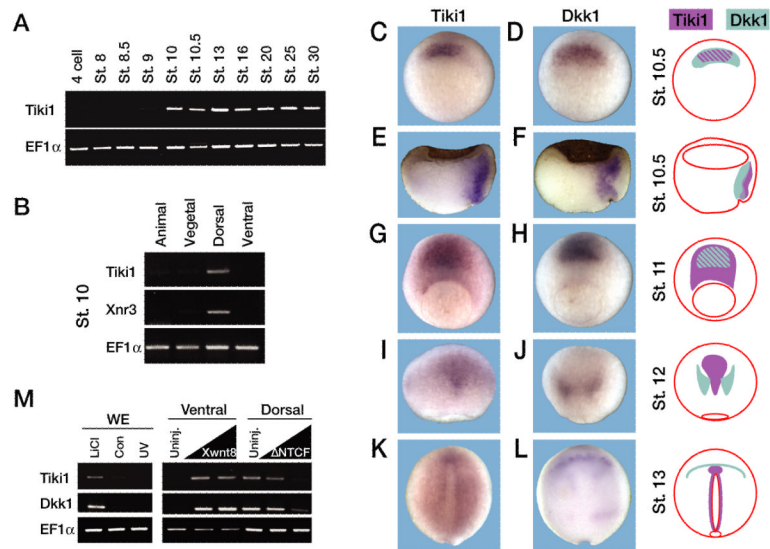 A
4 cell
St. 8
St. 8.5
St. 9
St. 10
St. 10.5
St. 13
St. 16
St. 20
St. 25
St. 30
Tiki1
EF1α
B
Animal
Vegetal
Dorsal
Ventral
St. 10
Tiki1
Xnr3
EF1α
M
WE
Ventral
Dorsal
LiCl
Con
UV
Uninj.
Xwnt8
Uninj.
ΔNTCF
Tiki1
Dkk1
EF1α
Tiki1
Dkk1
Tiki1
Dkk1
C
D
St. 10.5
E
F
St. 10.5
G
H
St. 11
I
J
St. 12
K
L
St. 13